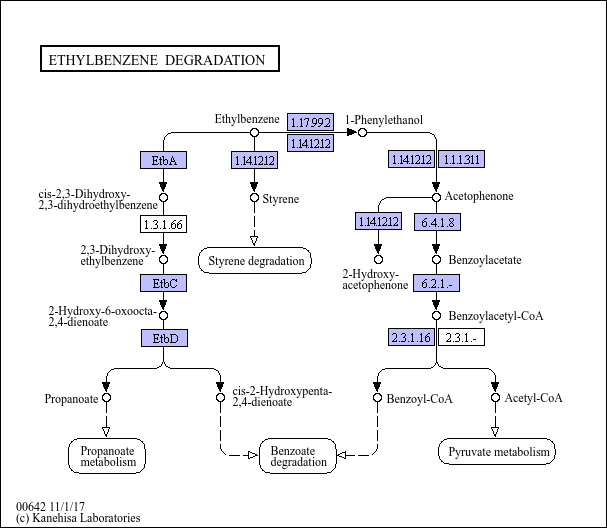 ETHYLBENZENE DEGRADATION
Ethylbenzene
1.17.99.2
1-Phenylethanol
1.14.12.12
EtbA
1.14.12.12
1.14.12.12
1.1.1.311
cis-2,3-Dihydroxy-
2,3-dihydroethylbenzene
Styrene
Acetophenone
1.3.1.66
1.14.12.12
6.4.1.8
2,3-Dihydroxy-
ethylbenzene
Styrene degradation
2-Hydroxy-
acetophenone
Benzoylacetate
EtbC
6.2.1.-
2-Hydroxy-6-oxoocta-
2,4-dienoate
Benzoylacetyl-CoA
EtbD
2.3.1.16
2.3.1.-
Propanoate
cis-2-Hydroxypenta-
2,4-dienoate
Benzoyl-CoA
Acetyl-CoA
Propanoate
metabolism
Benzoate
degradation
Pyruvate metabolism
00642 11/1/17
(c) Kanehisa Laboratories